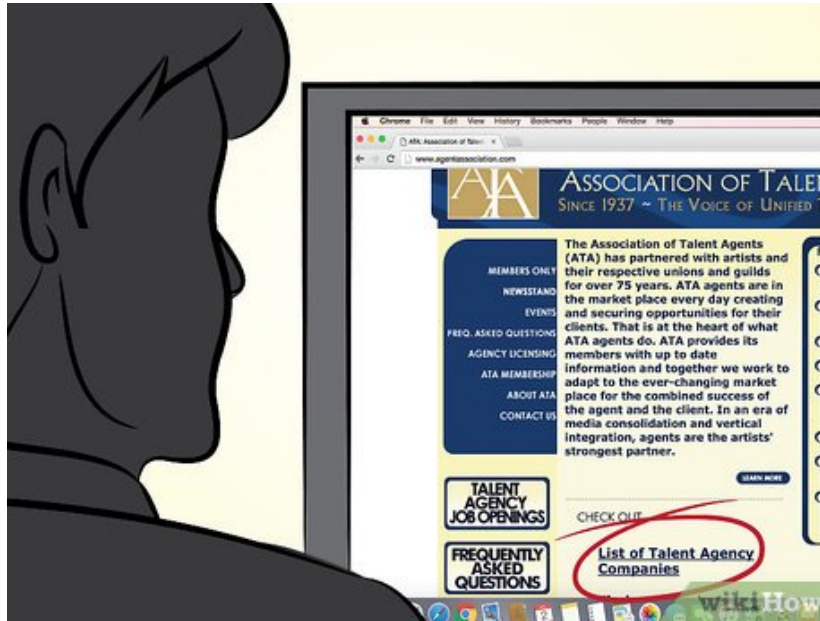 Chrome File Edit View History Bookmarks People Window Help
ATA: Association of Talen
www.agentassociation.com
ATA
ASSOCIATION OF TALE
SINCE 1937 ~ THE VOICE OF UNIFIED
MEMBERS ONLY
NEWSSTAND
EVENTS
FREQ. ASKED QUESTIONS
AGENCY LICENSING
ATA MEMBERSHIP
ABOUT ATA
CONTACT US
The Association of Talent Agents
(ATA) has partnered with artists and
their respective unions and guilds
for over 75 years. ATA agents are in
the market place every day creating
and securing opportunities for their
clients. That is at the heart of what
ATA agents do. ATA provides its
members with up to date
information and together we work to
adapt to the ever-changing market
place for the combined success of
the agent and the client. In an era of
media consolidation and vertical
integration, agents are the artists'
strongest partner.
LEARN MORE
TALENT
AGENCY
JOB OPENINGS
FREQUENTLY
ASKED
QUESTIONS
CHECK OUT
List of Talent Agency
Companies
wikiHow